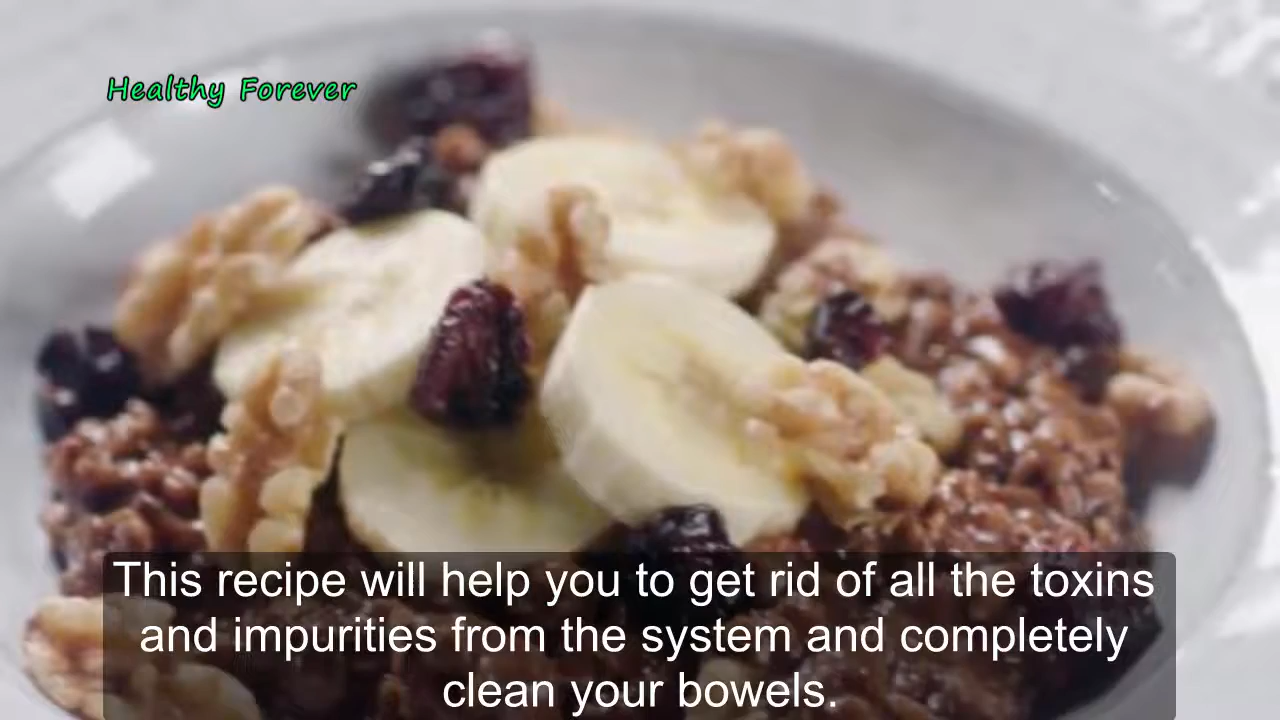 Healthy Forever
This recipe will help you to get rid of all the toxins
and impurities from the system and completely
clean your bowels.